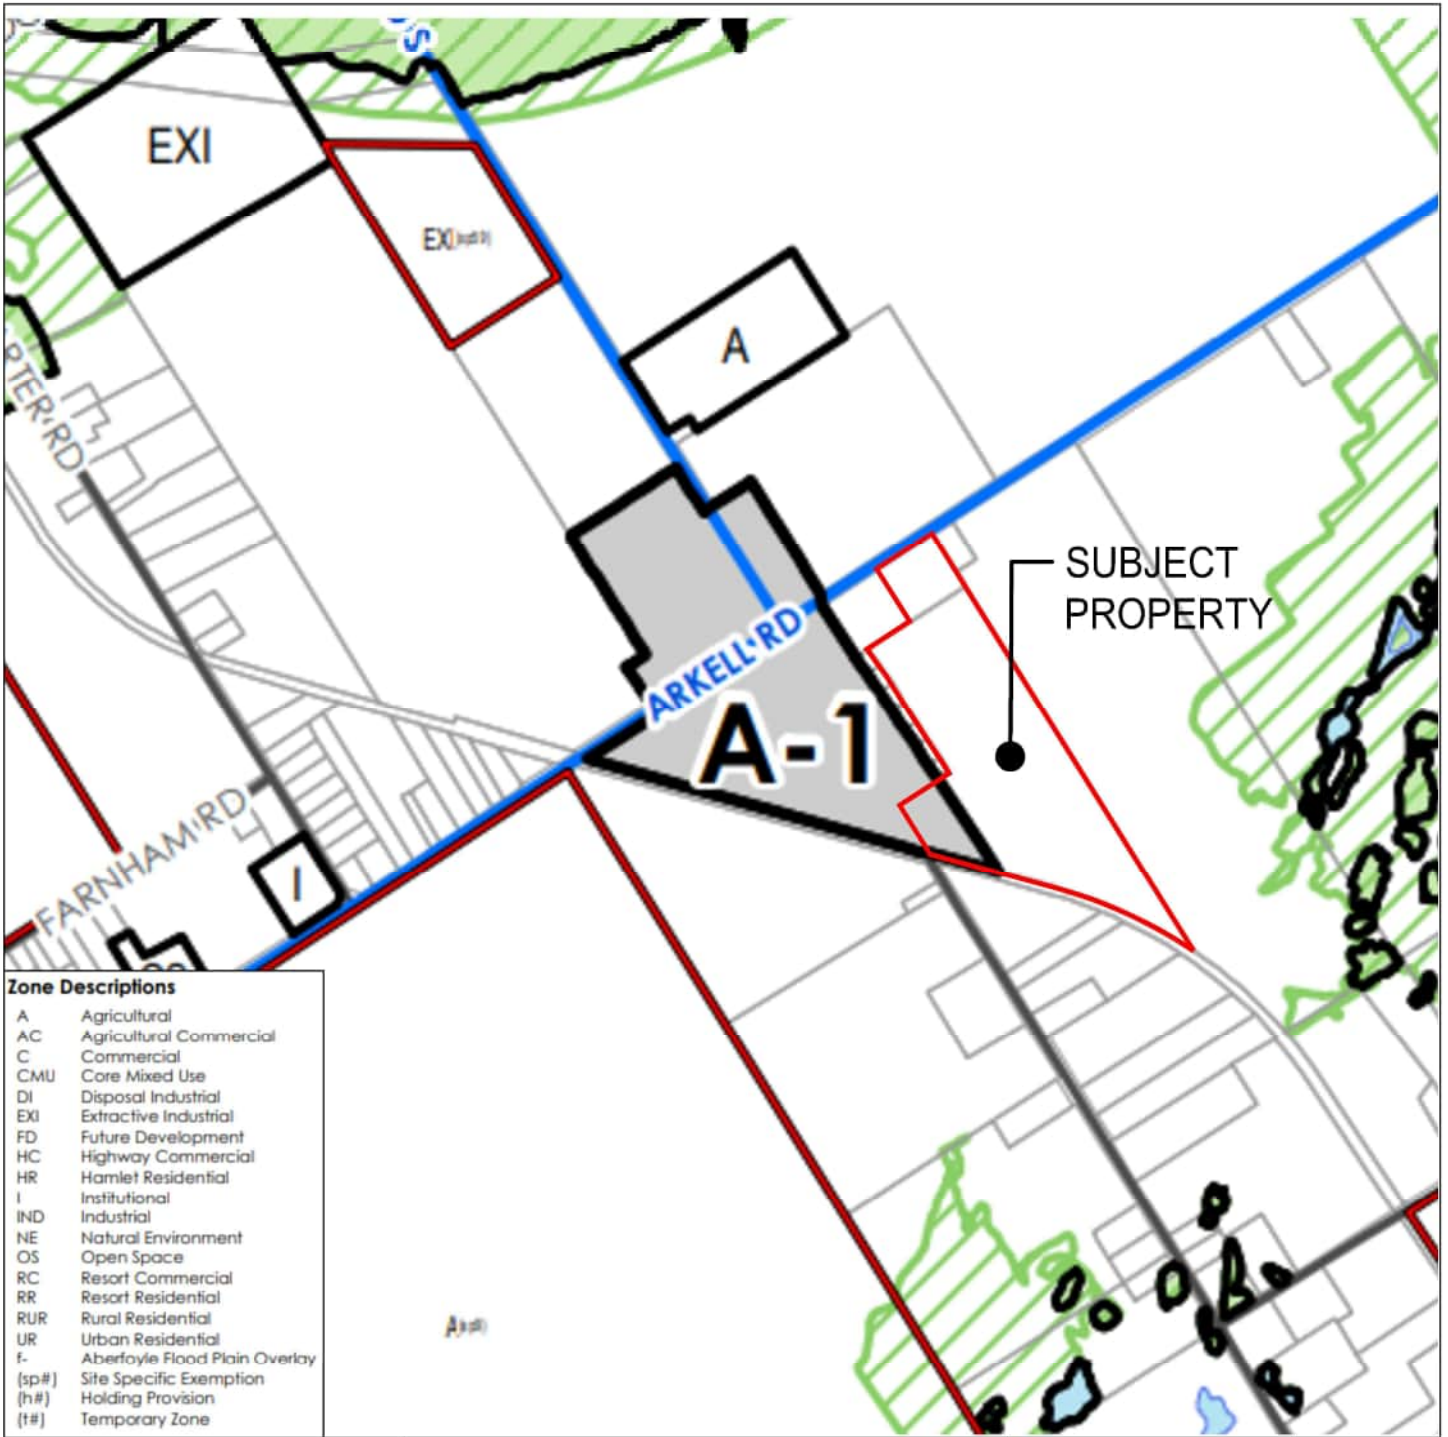 S
EXI
EXI
A
RTER RD
SUBJECT
PROPERTY
ARKELL RD
A-1
FARNHAM RD
I
Zone Descriptions
A Agricultural
AC Agricultural Commercial
C Commercial
CMU Core Mixed Use
DI Disposal Industrial
EXI Extractive Industrial
FD Future Development
HC Highway Commercial
HR Hamlet Residential
I Institutional
IND Industrial
NE Natural Environment
OS Open Space
RC Resort Commercial
RR Resort Residential
RUR Rural Residential
UR Urban Residential
f- Aberfoyle Flood Plain Overlay
(sp#) Site Specific Exemption
(h#) Holding Provision
(t#) Temporary Zone
A